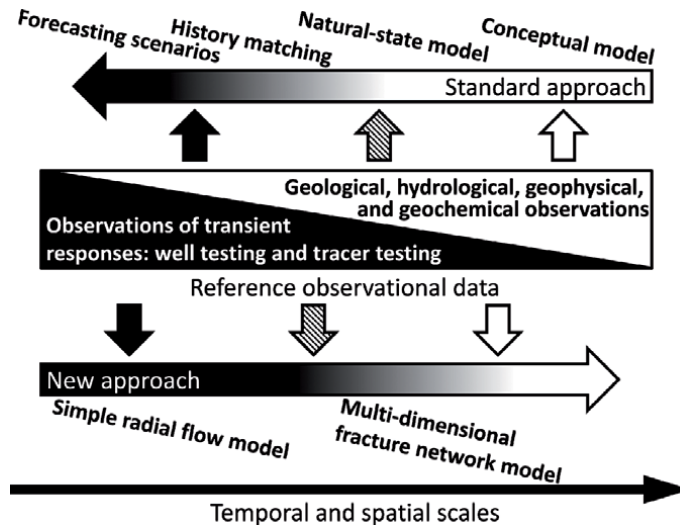 Forecasting scenarios
History matching
Natural-state model
Conceptual model
Standard approach
Geological, hydrological, geophysical,
and geochemical observations
Observations of transient
responses: well testing and tracer testing
Reference observational data
New approach
Simple radial flow model
Multi-dimensional
fracture network model
Temporal and spatial scales